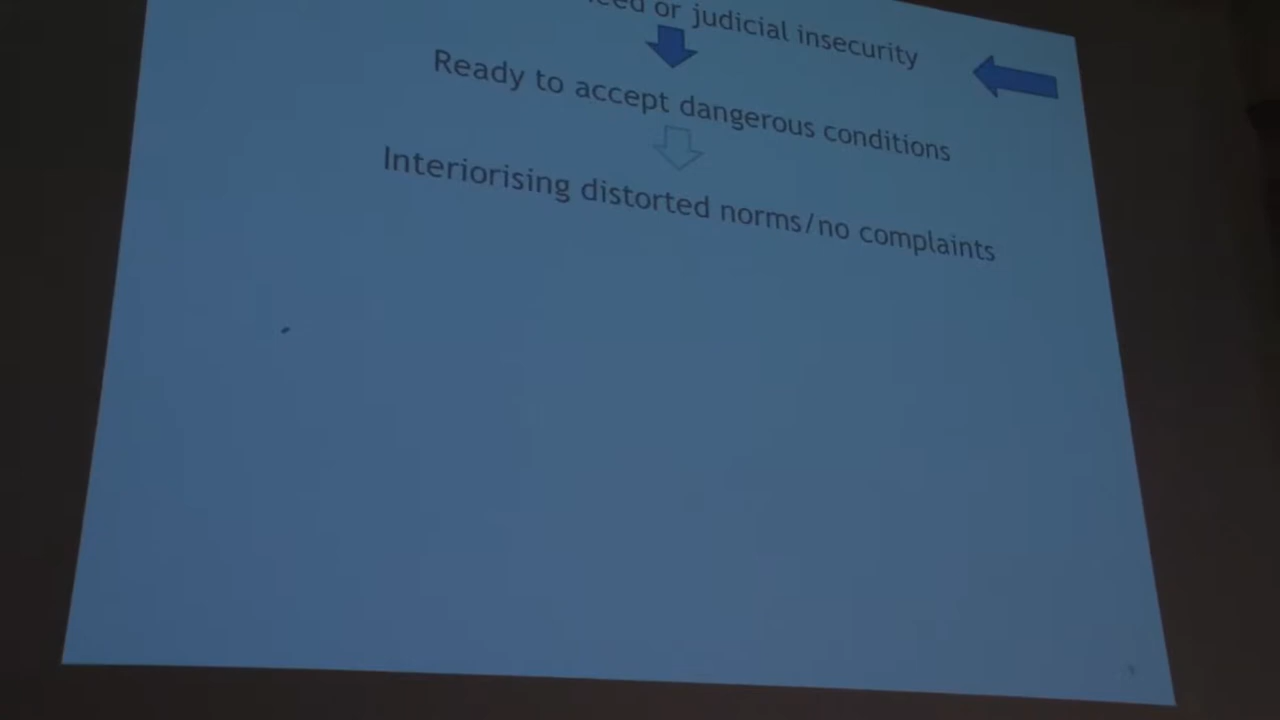 or judicial insecurity
Ready to accept dangerous conditions
Interiorising distorted norms/no complaints